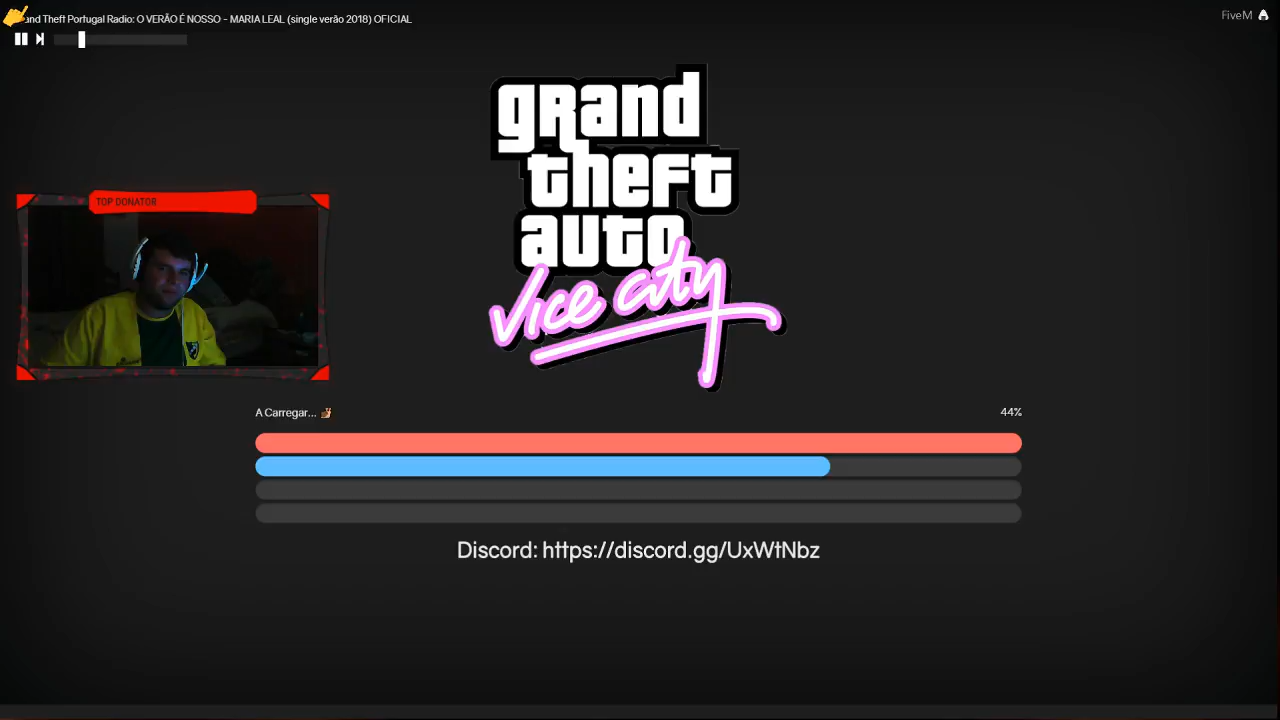 and Theft Portugal Radio: O VERÃO É NOSSO - MARIA LEAL (single verão 2018) OFICIAL
FiveM
grand
theft
auto
vice city
TOP DONATOR
A Carregar...
44%
Discord: https://discord.gg/UxWtNbz